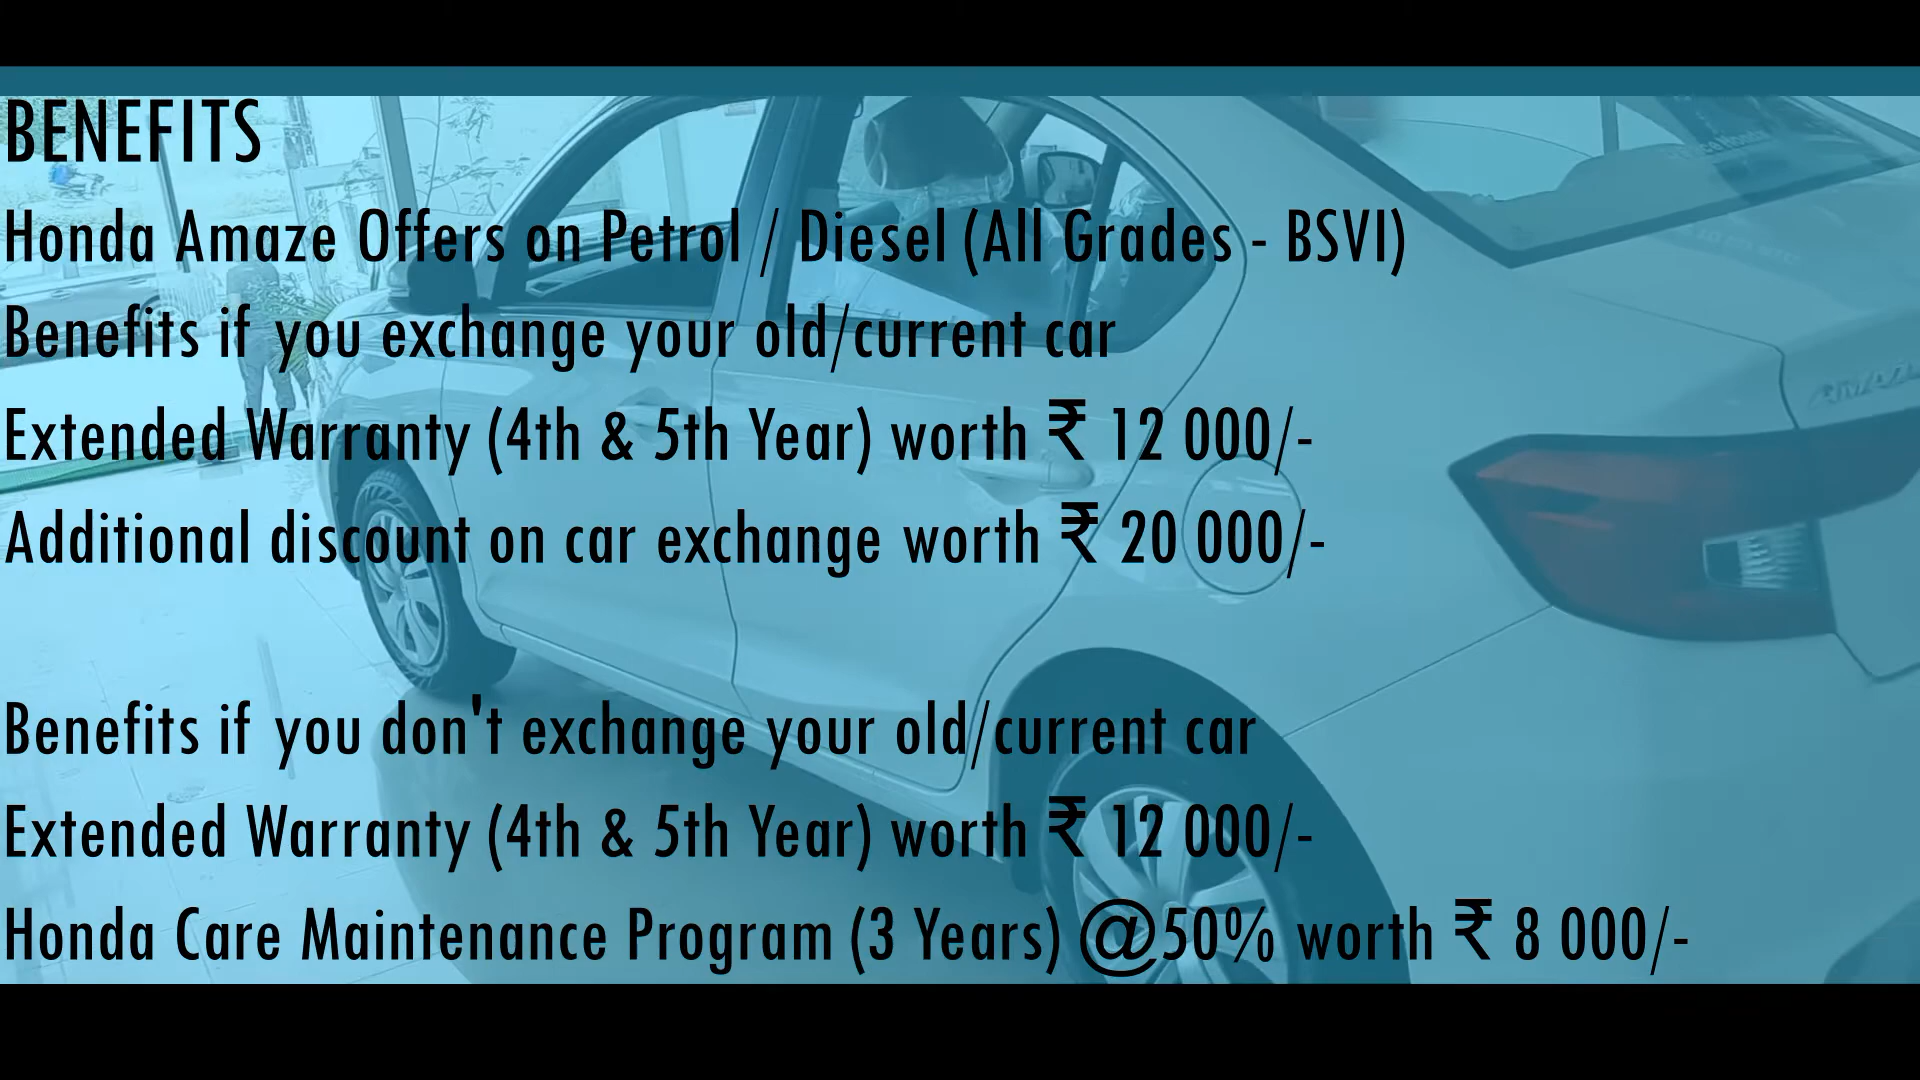 BENEFITS
Honda Amaze Offers on Petrol / Diesel (All Grades - BSVI)
Benefits if you exchange your old/current car
Extended Warranty (4th & 5th Year) worth ₹ 12 000/-
Additional discount on car exchange worth ₹ 20 000/-
Benefits if you don't exchange your old/current car
Extended Warranty (4th & 5th Year) worth ₹ 12 000/-
Honda Care Maintenance Program (3 Years) @50% worth ₹ 8 000/-
AMAZE